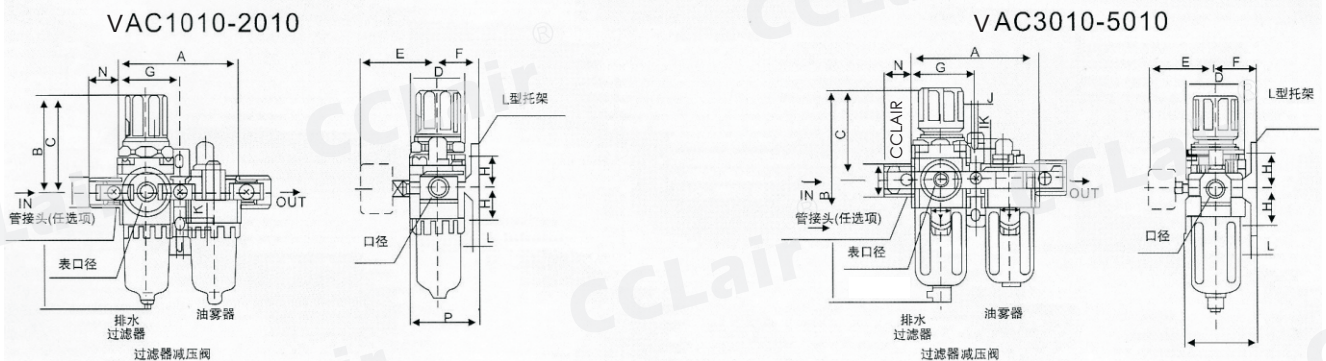 VAC1010-2010
A
N
G
E
F
D
L型托架
B
C
H
H
IN
OUT
管接头(任选项)
K
J
口径
L
表口径
排水
过滤器
油雾器
P
过滤器减压阀
VAC3010-5010
A
N
G
J
IK
E
F
D
L型托架
C
CCLAIR
B
H
H
IN
OUT
管接头(任选项)
口径
L
表口径
排水
过滤器
油雾器
过滤器减压阀
CCLair
CCLair
CCLair
®